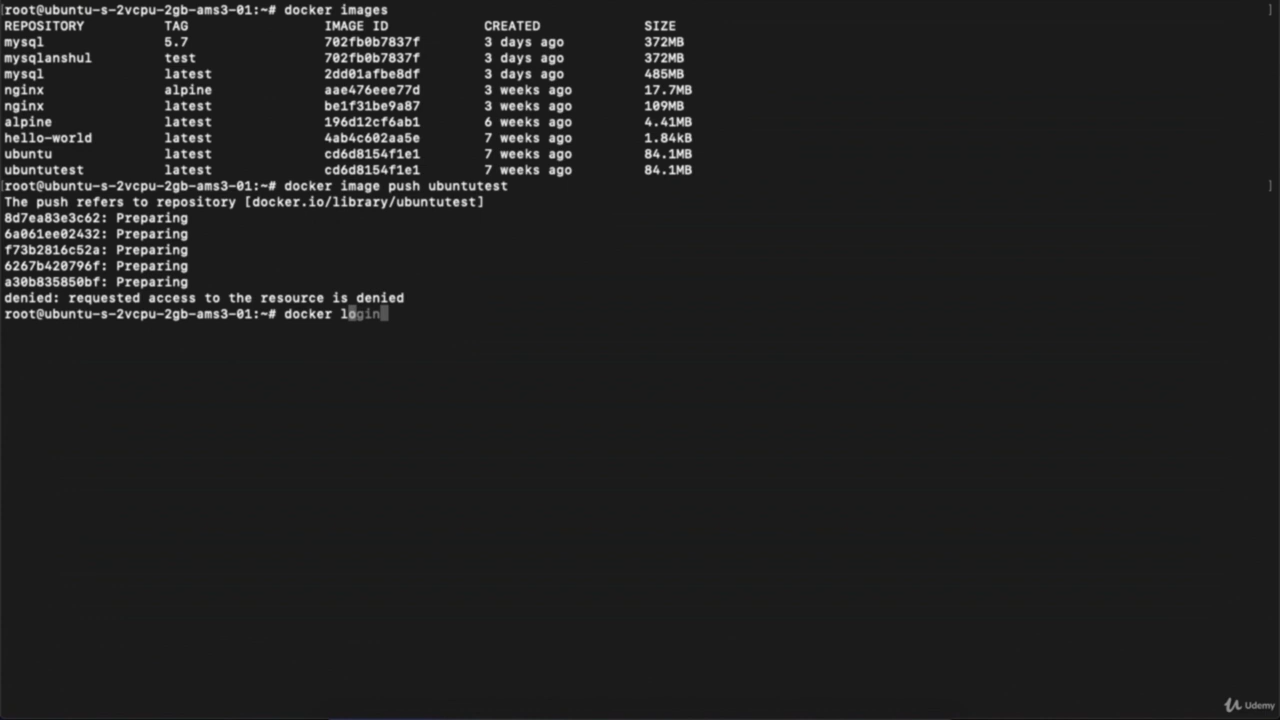 [root@ubuntu-s-2vcpu-2gb-ams3-01:~# docker images ]
REPOSITORY TAG IMAGE ID CREATED SIZE
mysql 5.7 702fb0b7837f 3 days ago 372MB
mysqlanshul test 702fb0b7837f 3 days ago 372MB
mysql latest 2dd01afbe8df 3 days ago 485MB
nginx alpine aae476eee77d 3 weeks ago 17.7MB
nginx latest be1f31be9a87 3 weeks ago 109MB
alpine latest 196d12cf6ab1 6 weeks ago 4.41MB
hello-world latest 4ab4c602aa5e 7 weeks ago 1.84kB
ubuntu latest cd6d8154f1e1 7 weeks ago 84.1MB
ubuntutest latest cd6d8154f1e1 7 weeks ago 84.1MB
[root@ubuntu-s-2vcpu-2gb-ams3-01:~# docker image push ubuntutest ]
The push refers to repository [docker.io/library/ubuntutest]
8d7ea83e3c62: Preparing
6a061ee02432: Preparing
f73b2816c52a: Preparing
6267b420796f: Preparing
a30b835850bf: Preparing
denied: requested access to the resource is denied
root@ubuntu-s-2vcpu-2gb-ams3-01:~# docker login
Udemy